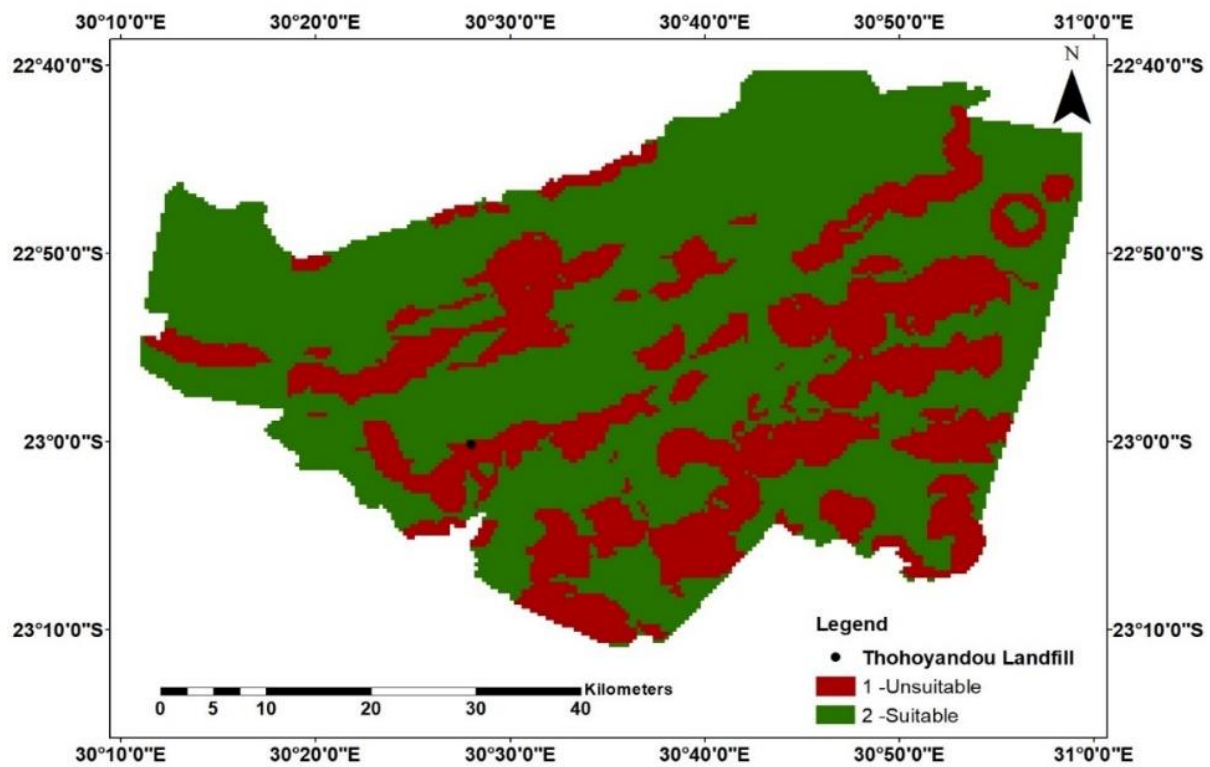 30°10'0"E 30°20'0"E 30°30'0"E 30°40'0"E 30°50'0"E 31°0'0"E
N
22°40'0"S 22°40'0"S
22°50'0"S 22°50'0"S
23°0'0"S 23°0'0"S
23°10'0"S 23°10'0"S
Legend
Thohoyandou Landfill
1 -Unsuitable
2 -Suitable
Kilometers
0 5 10 20 30 40
30°10'0"E 30°20'0"E 30°30'0"E 30°40'0"E 30°50'0"E 31°0'0"E